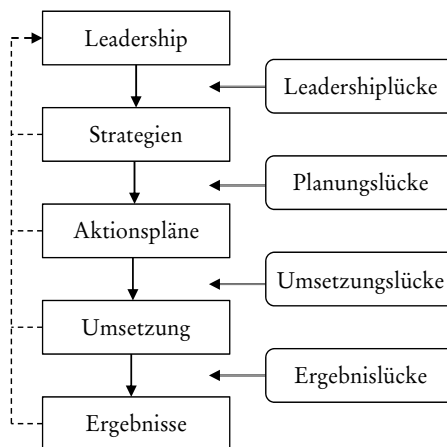 Leadership
Leadershiplücke
Strategien
Planungslücke
Aktionspläne
Umsetzungslücke
Umsetzung
Ergebnislücke
Ergebnisse